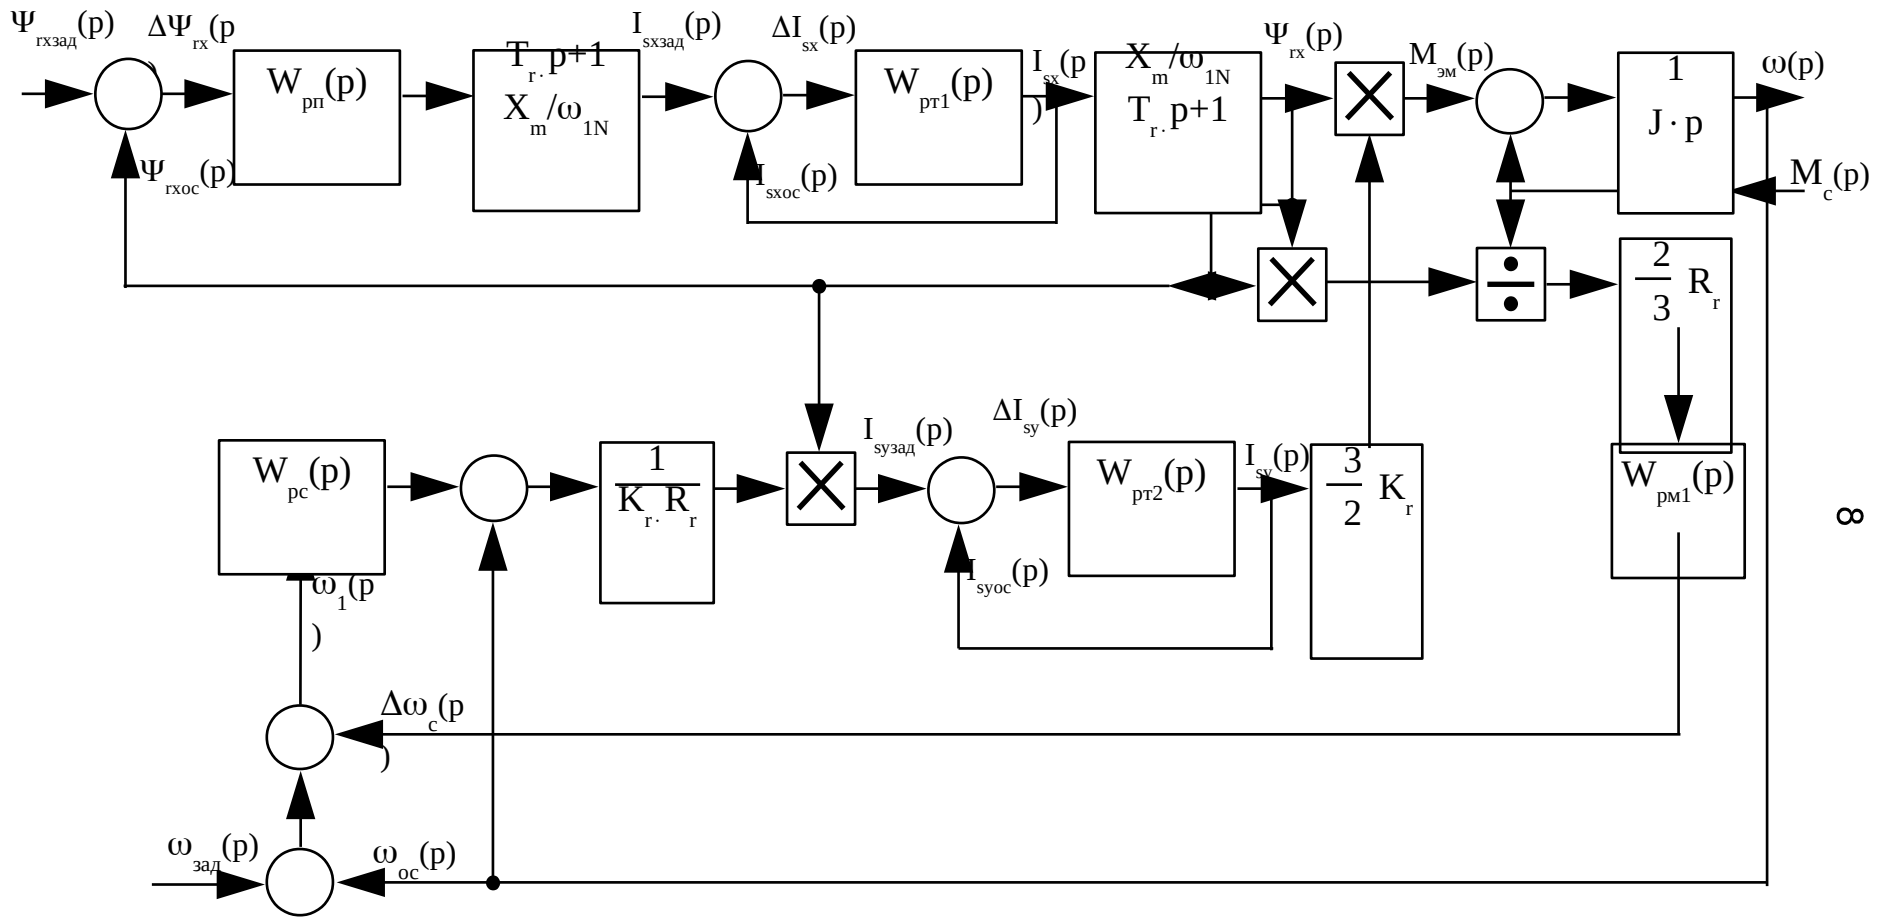 Ψrxзад(p)
ΔΨrx(p
)
Wрп(p)
Tr·p+1
Xm/ω1N
Isxзад(p)
ΔIsx(p)
Wрт1(p)
Isx(p
)
Xm/ω1N
Tr·p+1
Ψrx(p)
×
Mэм(p)
1
J·p
ω(p)
Ψrxос(p)
Isxос(p)
Mс(p)
×
÷
2
3
Rr
Wрс(p)
1
Kr·Rr
×
Isyзад(p)
ΔIsy(p)
Wрт2(p)
Isy(p)
3
2
Kr
Wрм1(p)
∞
ω1(p
)
Isyос(p)
Δωс(p
)
ωзад(p)
ωос(p)